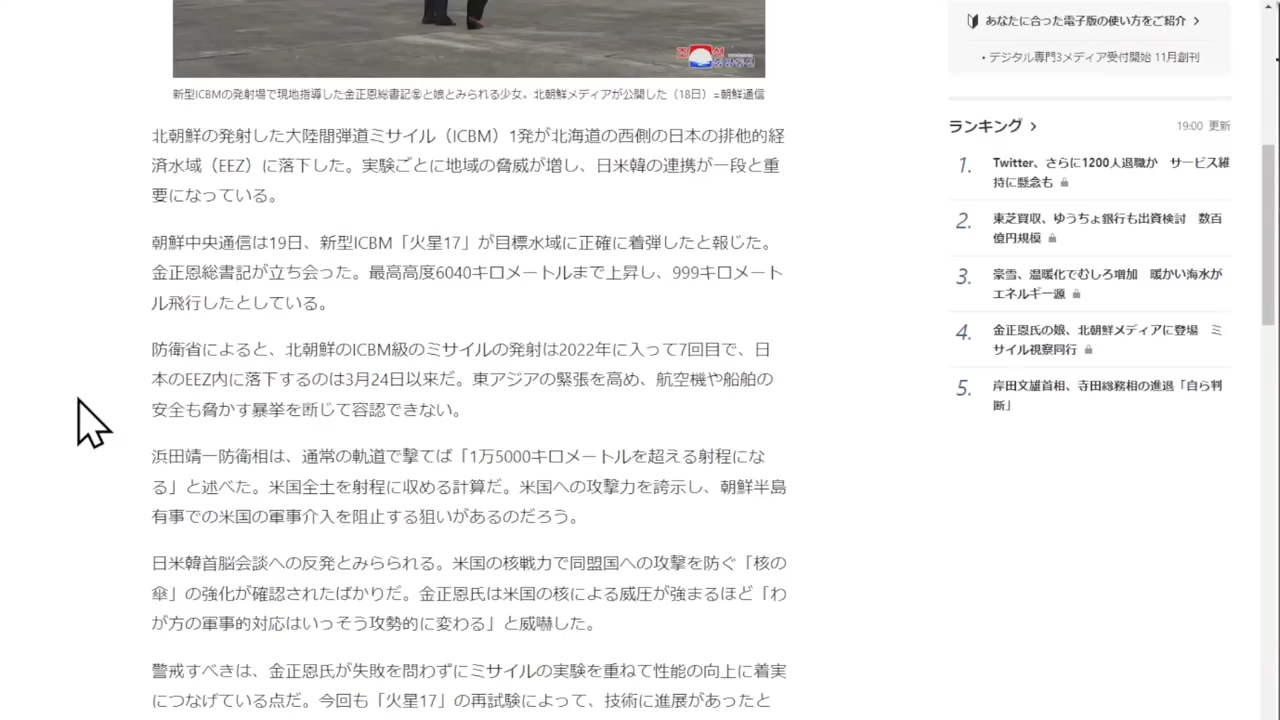 新型ICBMの発射場で現地指導した金正恩総書記㊧と娘とみられる少女。北朝鮮メディアが公開した（18日）=朝鮮通信
北朝鮮の発射した大陸間弾道ミサイル（ICBM）1発が北海道の西側の日本の排他的経
済水域（EEZ）に落下した。実験ごとに地域の脅威が増し、日米韓の連携が一段と重
要になっている。
朝鮮中央通信は19日、新型ICBM「火星17」が目標水域に正確に着弾したと報じた。
金正恩総書記が立ち会った。最高高度6040キロメートルまで上昇し、999キロメート
ル飛行したとしている。
防衛省によると、北朝鮮のICBM級のミサイルの発射は2022年に入って7回目で、日
本のEEZ内に落下するのは3月24日以来だ。東アジアの緊張を高め、航空機や船舶の
安全も脅かす暴挙を断じて容認できない。
浜田靖一防衛相は、通常の軌道で撃てば「1万5000キロメートルを超える射程にな
る」と述べた。米国全土を射程に収める計算だ。米国への攻撃力を誇示し、朝鮮半島
有事での米国の軍事介入を阻止する狙いがあるのだろう。
日米韓首脳会談への反発とみられる。米国の核戦力で同盟国への攻撃を防ぐ「核の
傘」の強化が確認されたばかりだ。金正恩氏は米国の核による威圧が強まるほど「わ
が方の軍事的対応はいっそう攻勢的に変わる」と威嚇した。
警戒すべきは、金正恩氏が失敗を問わずにミサイルの実験を重ねて性能の向上に着実
につなげている点だ。今回も「火星17」の再試験によって、技術に進展があったと
あなたに合った電子版の使い方をご紹介
・デジタル専門3メディア受付開始 11月創刊
ランキング
19:00 更新
1. Twitter、さらに1200人退職か サービス維
持に懸念も
2. 東芝買収、ゆうちょ銀行も出資検討 数百
億円規模
3. 豪雪、温暖化でむしろ増加 暖かい海水が
エネルギー源
4. 金正恩氏の娘、北朝鮮メディアに登場 ミ
サイル視察同行
5. 岸田文雄首相、寺田総務相の進退「自ら判
断」